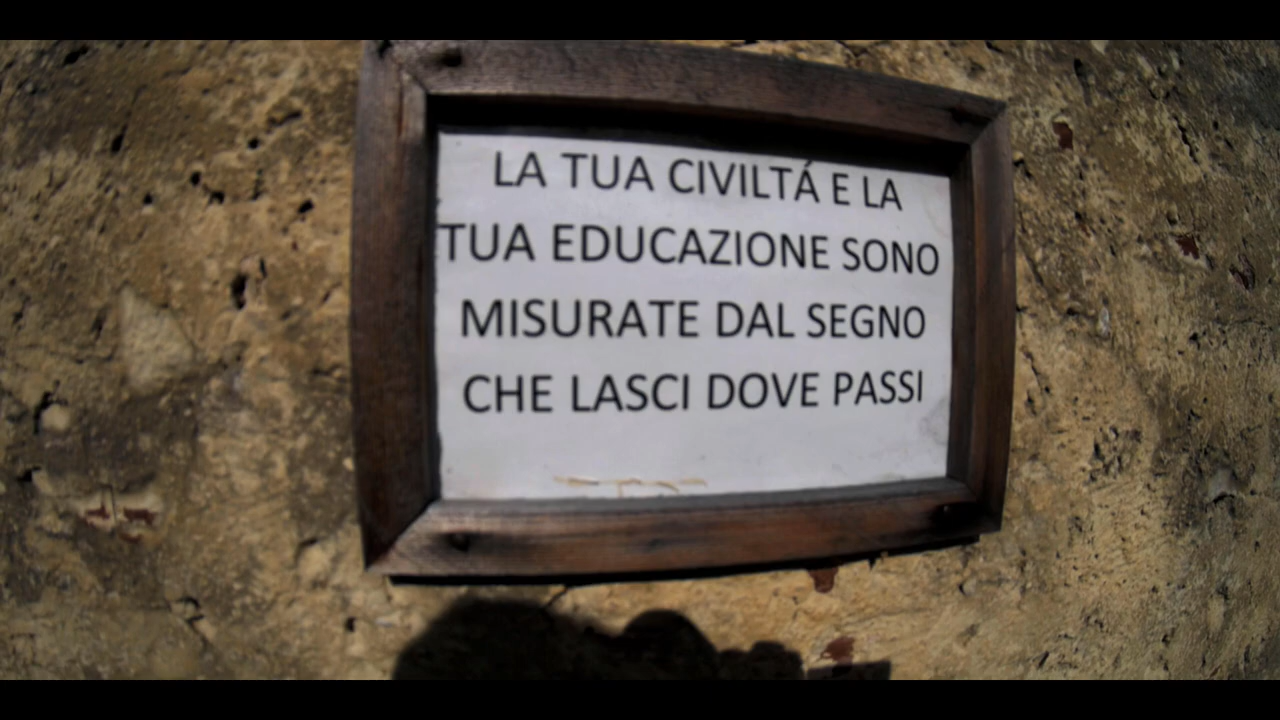 LA TUA CIVILTÁ E LA
TUA EDUCAZIONE SONO
MISURATE DAL SEGNO
CHE LASCI DOVE PASSI